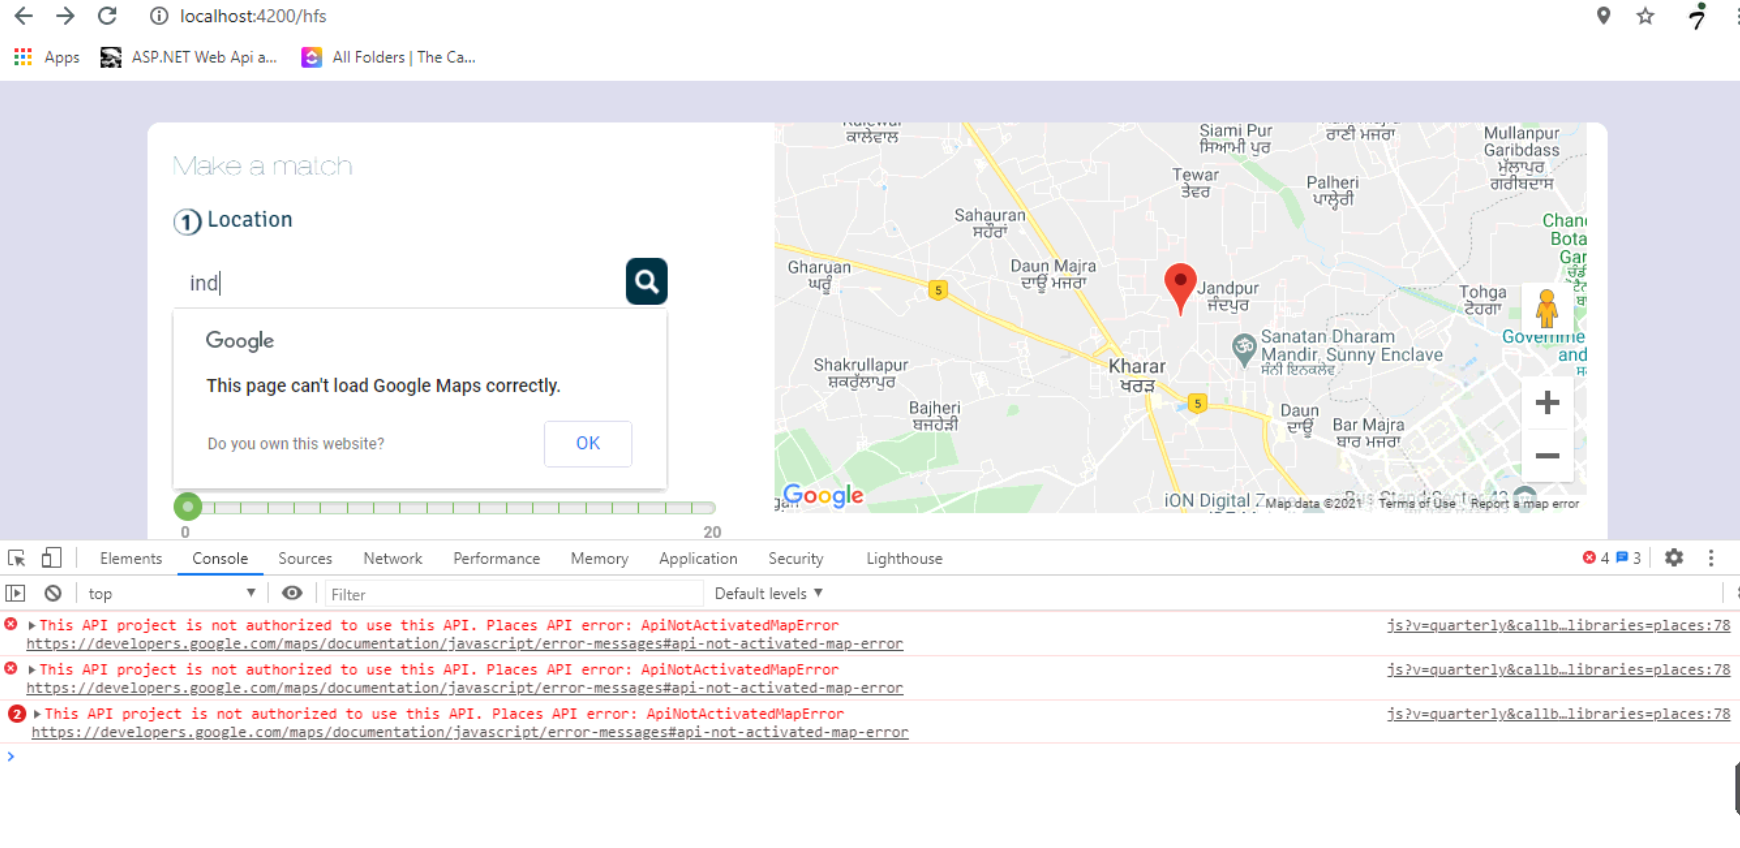 localhost:4200/hfs
Apps ASP.NET Web Api a... All Folders | The Ca...
Make a match
1 Location
ind
Google
This page can't load Google Maps correctly.
Do you own this website? OK
0 20
ਕਾਲੇਵਾਲ
Siami Pur
ਸਿਆਮੀ ਪੁਰ
ਰਾਣੀ ਮਜਰਾ
Mullanpur
Garibdass
ਮੁੱਲਾਂਪੁਰ
ਗਰੀਬਦਾਸ
Tewar
ਤੇਵਰ
Palheri
ਪਾਲ੍ਹੇਰੀ
Sahauran
ਸਹੌਰਾਂ
Chan
Bota
Gar
Gharuan
ਘੜੂੰ
5
Daun Majra
ਦਾਊਂ ਮਜਰਾ
Jandpur
ਜੰਦਪੁਰ
Tohga
ਟੋਹਗਾ
Sanatan Dharam
Mandir, Sunny Enclave
ਸੰਨੀ ਇਨਕਲੇਵ
Governme
and
Shakrullapur
ਸ਼ਕਰੁੱਲਾਪੁਰ
Kharar
ਖਰੜ
5
Bajheri
ਬਜਹੇੜੀ
Daun
ਦਾਊਂ
Bar Majra
ਬਾਰ ਮਜਰਾ
Google
iON Digital Z
Bus Stand Sector 43
Map data ©2021 Terms of Use Report a map error
Elements Console Sources Network Performance Memory Application Security Lighthouse 4 3
top Filter Default levels
This API project is not authorized to use this API. Places API error: ApiNotActivatedMapError js?v=quarterly&callb…libraries=places:78
https://developers.google.com/maps/documentation/javascript/error-messages#api-not-activated-map-error
This API project is not authorized to use this API. Places API error: ApiNotActivatedMapError js?v=quarterly&callb…libraries=places:78
https://developers.google.com/maps/documentation/javascript/error-messages#api-not-activated-map-error
2 This API project is not authorized to use this API. Places API error: ApiNotActivatedMapError js?v=quarterly&callb…libraries=places:78
https://developers.google.com/maps/documentation/javascript/error-messages#api-not-activated-map-error